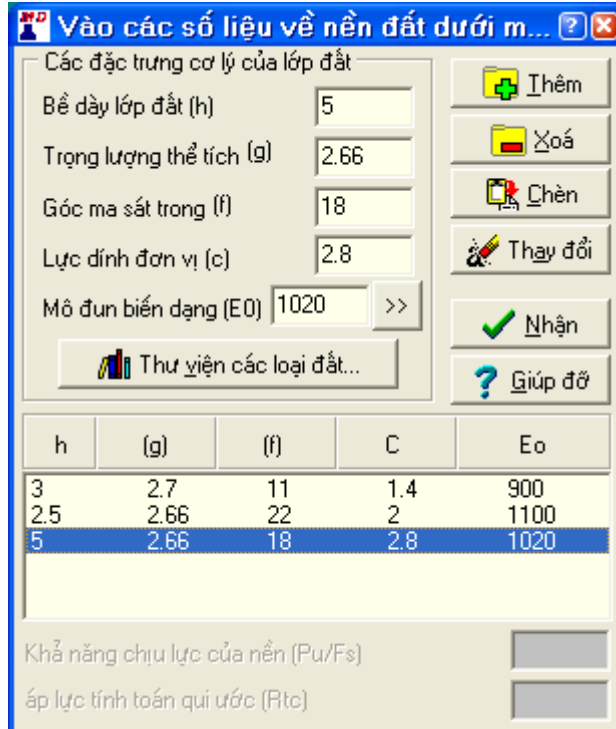 Vào các số liệu về nền đất dưới m...
Các đặc trưng cơ lý của lớp đất
Bề dày lớp đất (h) 5
Trọng lượng thể tích (g) 2.66
Góc ma sát trong (f) 18
Lực dính đơn vị (c) 2.8
Mô đun biến dạng (E0) 1020 >>
Thư viện các loại đất...
Thêm
Xoá
Chèn
Thay đổi
Nhận
Giúp đỡ
h (g) (f) C Eo
3 2.7 11 1.4 900
2.5 2.66 22 2 1100
5 2.66 18 2.8 1020
Khả năng chịu lực của nền (Pu/Fs)
áp lực tính toán qui ước (Rtc)